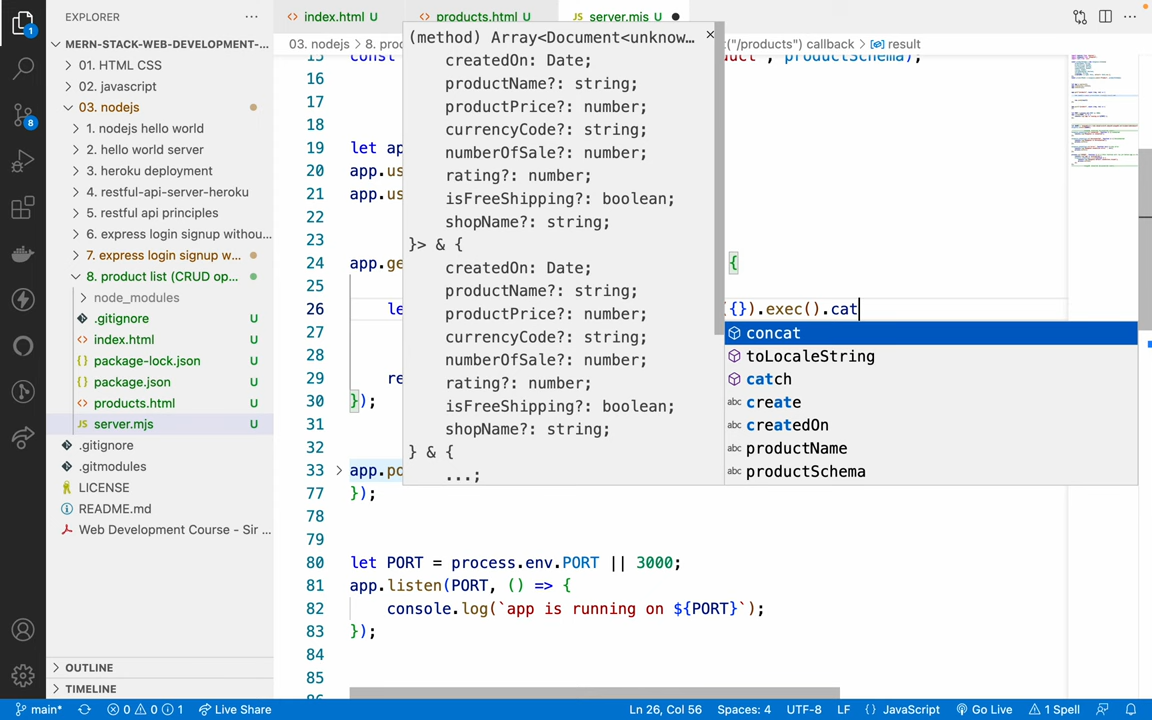 EXPLORER
MERN-STACK-WEB-DEVELOPMENT-...
01. HTML CSS
02. javascript
03. nodejs
1. nodejs hello world
2. hello world server
3. heroku deployment
4. restful-api-server-heroku
5. restful api principles
6. express login signup withou...
7. express login signup w...
8. product list (CRUD op...
node_modules
.gitignore U
index.html U
package-lock.json U
package.json U
products.html U
server.mjs U
.gitignore
.gitmodules
LICENSE
README.md
Web Development Course - Sir ...
OUTLINE
TIMELINE
1
8
index.html U
products.html U
server.mjs U
03. nodejs > 8. proc
t("/products") callback > result
(method) Array<Document<unknow...
createdOn: Date;
productName?: string;
productPrice?: number;
currencyCode?: string;
numberOfSale?: number;
rating?: number;
isFreeShipping?: boolean;
shopName?: string;
}> & {
createdOn: Date;
productName?: string;
productPrice?: number;
currencyCode?: string;
numberOfSale?: number;
rating?: number;
isFreeShipping?: boolean;
shopName?: string;
} & {
...;
15 const duct", productSchema);
16
17
18
19 let ap
20 app.us
21 app.us
22
23
24 app.ge {
25
26 le ({}).exec().cat
27
28
29 re
30 });
31
32
33 app.po
77 });
78
79
80 let PORT = process.env.PORT || 3000;
81 app.listen(PORT, () => {
82 console.log(`app is running on ${PORT}`);
83 });
84
85
86
concat
toLocaleString
catch
abc create
abc createdOn
abc productName
abc productSchema
main* 0 0 1 Live Share
Ln 26, Col 56 Spaces: 4 UTF-8 LF {} JavaScript Go Live 1 Spell